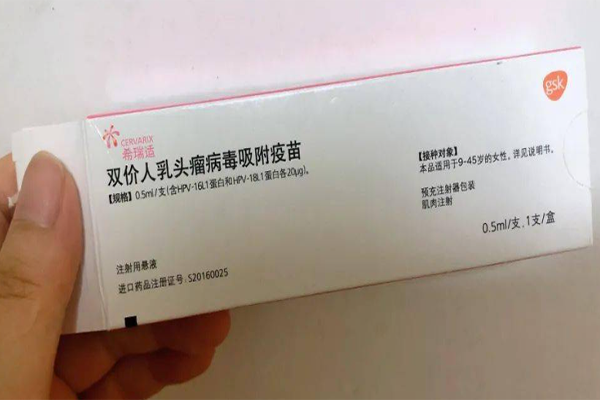 CERVARIX
希瑞适
gsk
双价人乳头瘤病毒吸附疫苗
【规格】0.5ml/支(含HPV-16L1蛋白和HPV-18L1蛋白各20μg)。
【接种对象】
本品适用于9-45岁的女性。详见说明书。
预充注射器包装
肌肉注射
0.5ml/支.1支/盒
注射用悬液
进口药品注册证号:S20160025